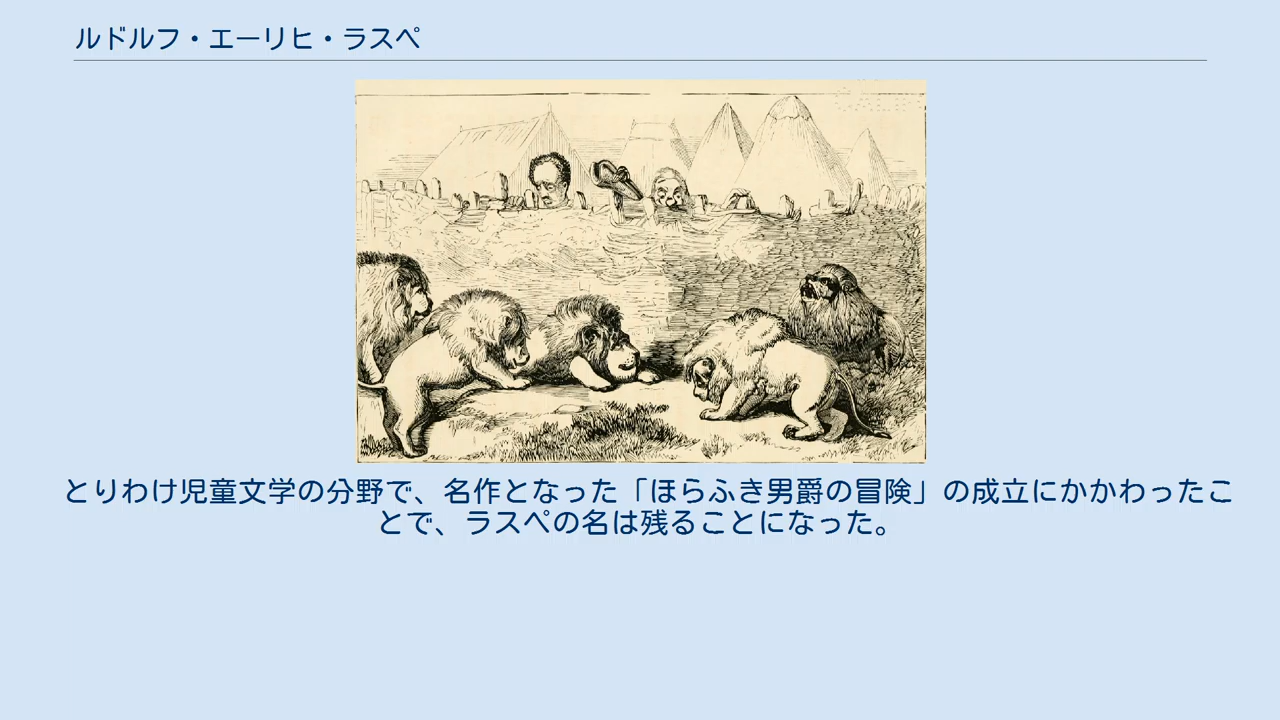 ルドルフ・エーリヒ・ラスペ
とりわけ児童文学の分野で、名作となった「ほらふき男爵の冒険」の成立にかかわったこ
とで、ラスペの名は残ることになった。